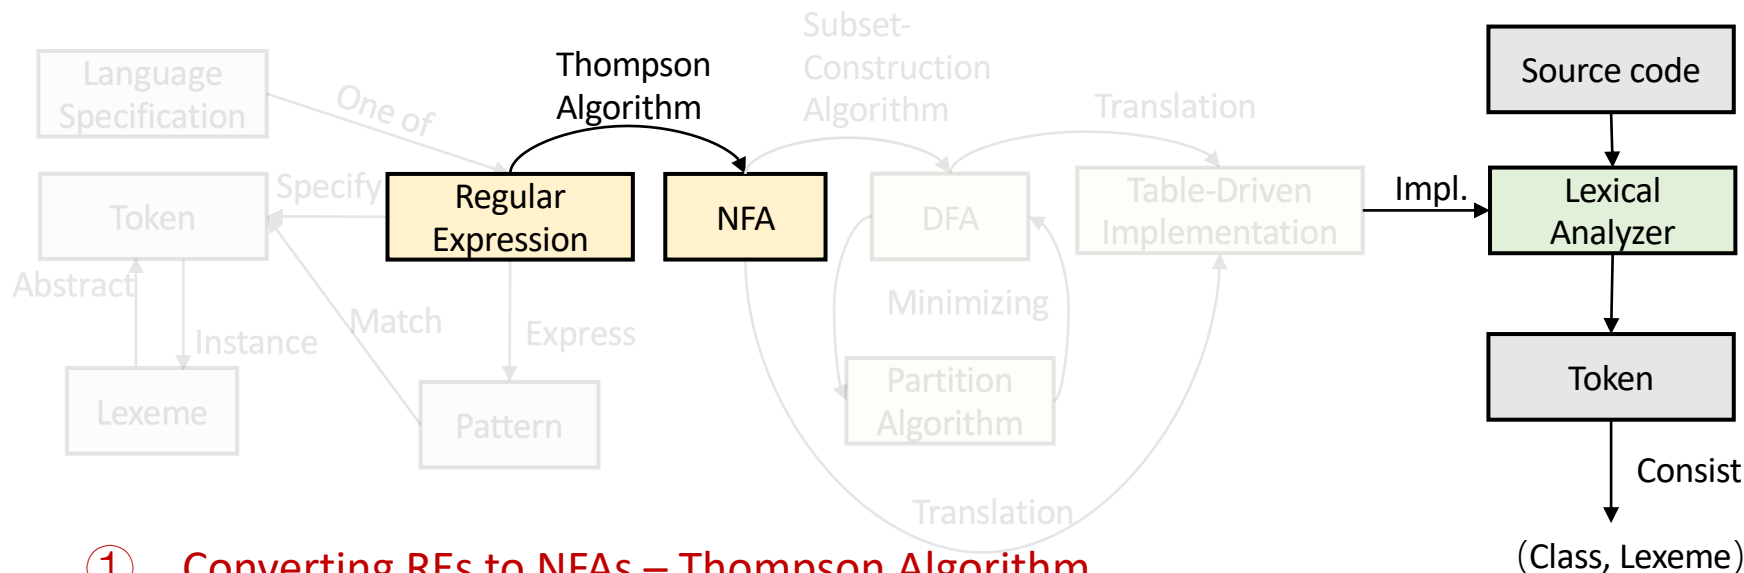 Subset-
Construction
Algorithm
Thompson
Algorithm
Translation
Source code
Language
Specification
One of
Specify
Token
Regular
Expression
NFA
DFA
Table-Driven
Implementation
Impl.
Lexical
Analyzer
Abstract
Instance
Match
Express
Minimizing
Lexeme
Pattern
Partition
Algorithm
Token
Translation
Consist
① Converting REs to NFAs – Thompson Algorithm
(Class, Lexeme)